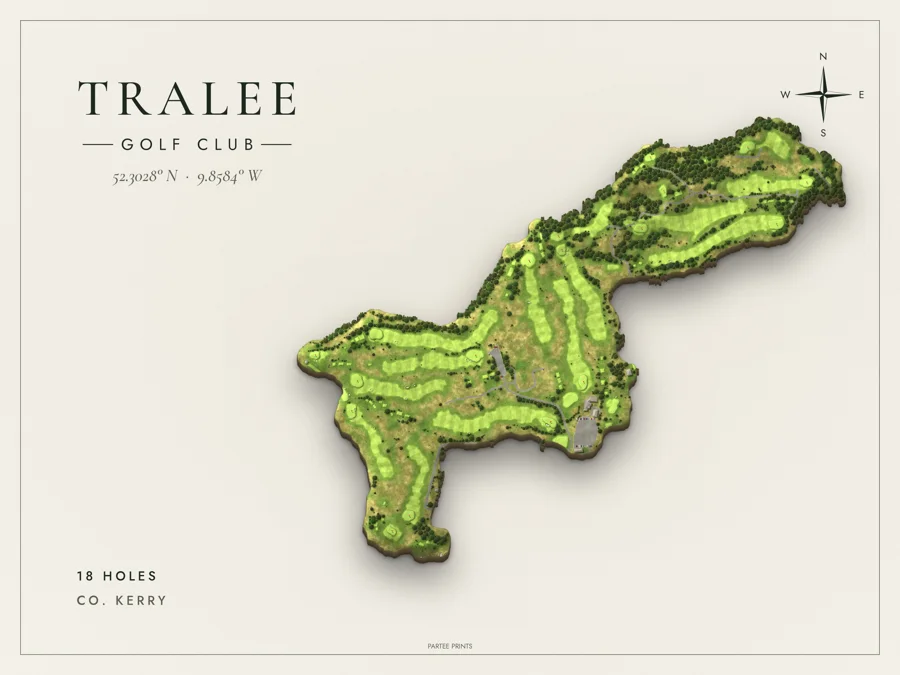 TRALEE
GOLF CLUB
52.3028° N · 9.8584° W
N
W E
S
18 HOLES
CO. KERRY
PARTEE PRINTS